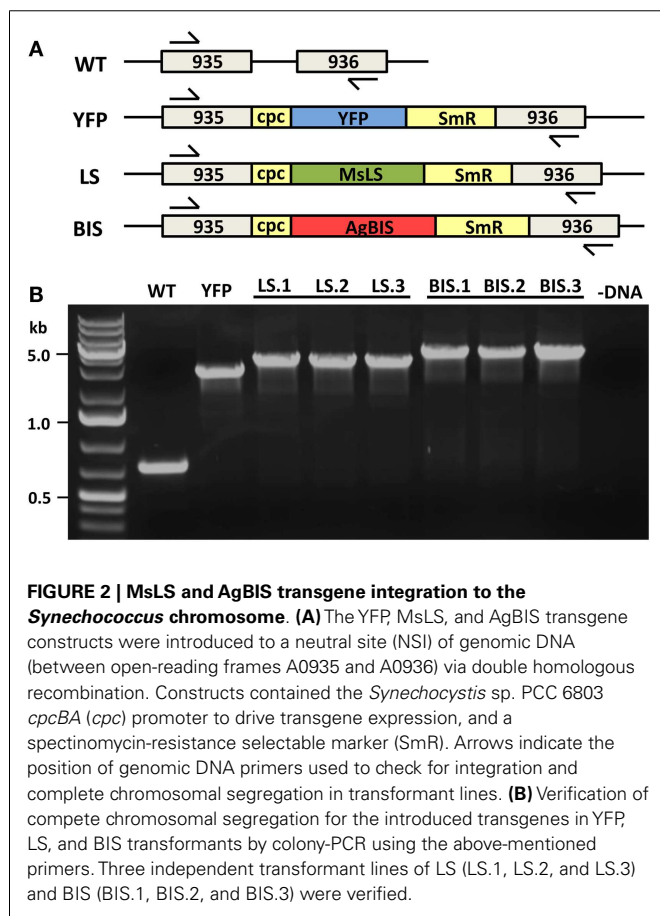 A
WT
935
936
YFP
935
cpc
YFP
SmR
936
LS
935
cpc
MsLS
SmR
936
BIS
935
cpc
AgBIS
SmR
936
B
WT YFP LS.1 LS.2 LS.3 BIS.1 BIS.2 BIS.3 -DNA
kb
5.0
1.0
0.5
FIGURE 2 | MsLS and AgBIS transgene integration to the
Synechococcus chromosome. (A) The YFP, MsLS, and AgBIS transgene
constructs were introduced to a neutral site (NSI) of genomic DNA
(between open-reading frames A0935 and A0936) via double homologous
recombination. Constructs contained the Synechocystis sp. PCC 6803
cpcBA (cpc) promoter to drive transgene expression, and a
spectinomycin-resistance selectable marker (SmR). Arrows indicate the
position of genomic DNA primers used to check for integration and
complete chromosomal segregation in transformant lines. (B) Verification of
compete chromosomal segregation for the introduced transgenes in YFP,
LS, and BIS transformants by colony-PCR using the above-mentioned
primers. Three independent transformant lines of LS (LS.1, LS.2, and LS.3)
and BIS (BIS.1, BIS.2, and BIS.3) were verified.